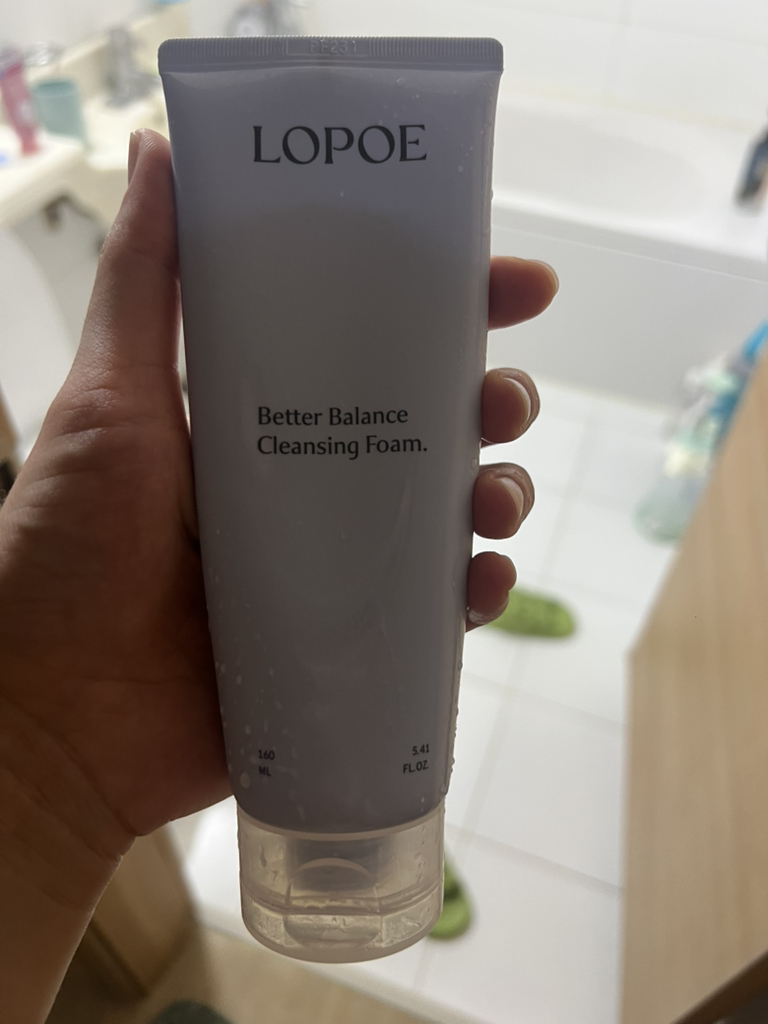 LOPOE
Better Balance
Cleansing Foam.
160
ML
5.41
FL.OZ.